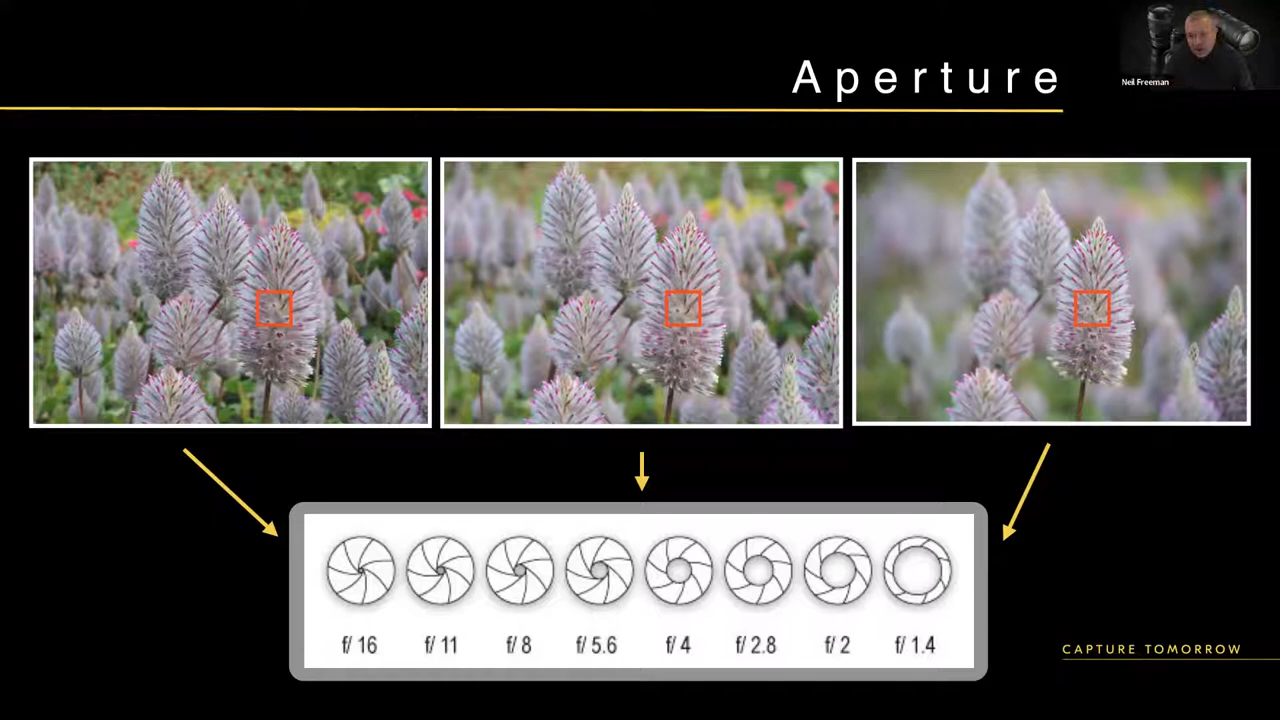 Aperture
Neil Freeman
f/ 16 f/ 11 f/ 8 f/ 5.6 f/ 4 f/ 2.8 f/ 2 f/ 1.4
CAPTURE TOMORROW